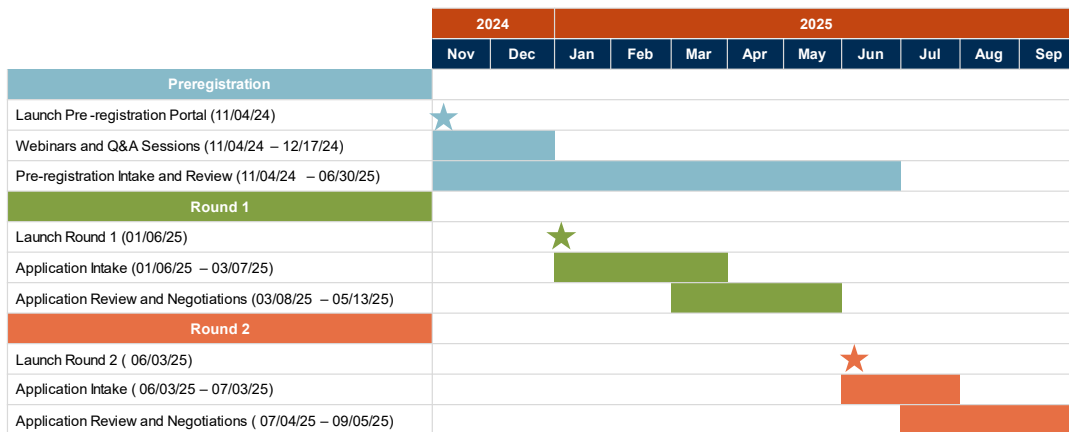 2024 2025
Nov Dec Jan Feb Mar Apr May Jun Jul Aug Sep
Preregistration
Launch Pre-registration Portal (11/04/24)
Webinars and Q&A Sessions (11/04/24 – 12/17/24)
Pre-registration Intake and Review (11/04/24 – 06/30/25)
Round 1
Launch Round 1 (01/06/25)
Application Intake (01/06/25 – 03/07/25)
Application Review and Negotiations (03/08/25 – 05/13/25)
Round 2
Launch Round 2 ( 06/03/25)
Application Intake ( 06/03/25 – 07/03/25)
Application Review and Negotiations ( 07/04/25 – 09/05/25)